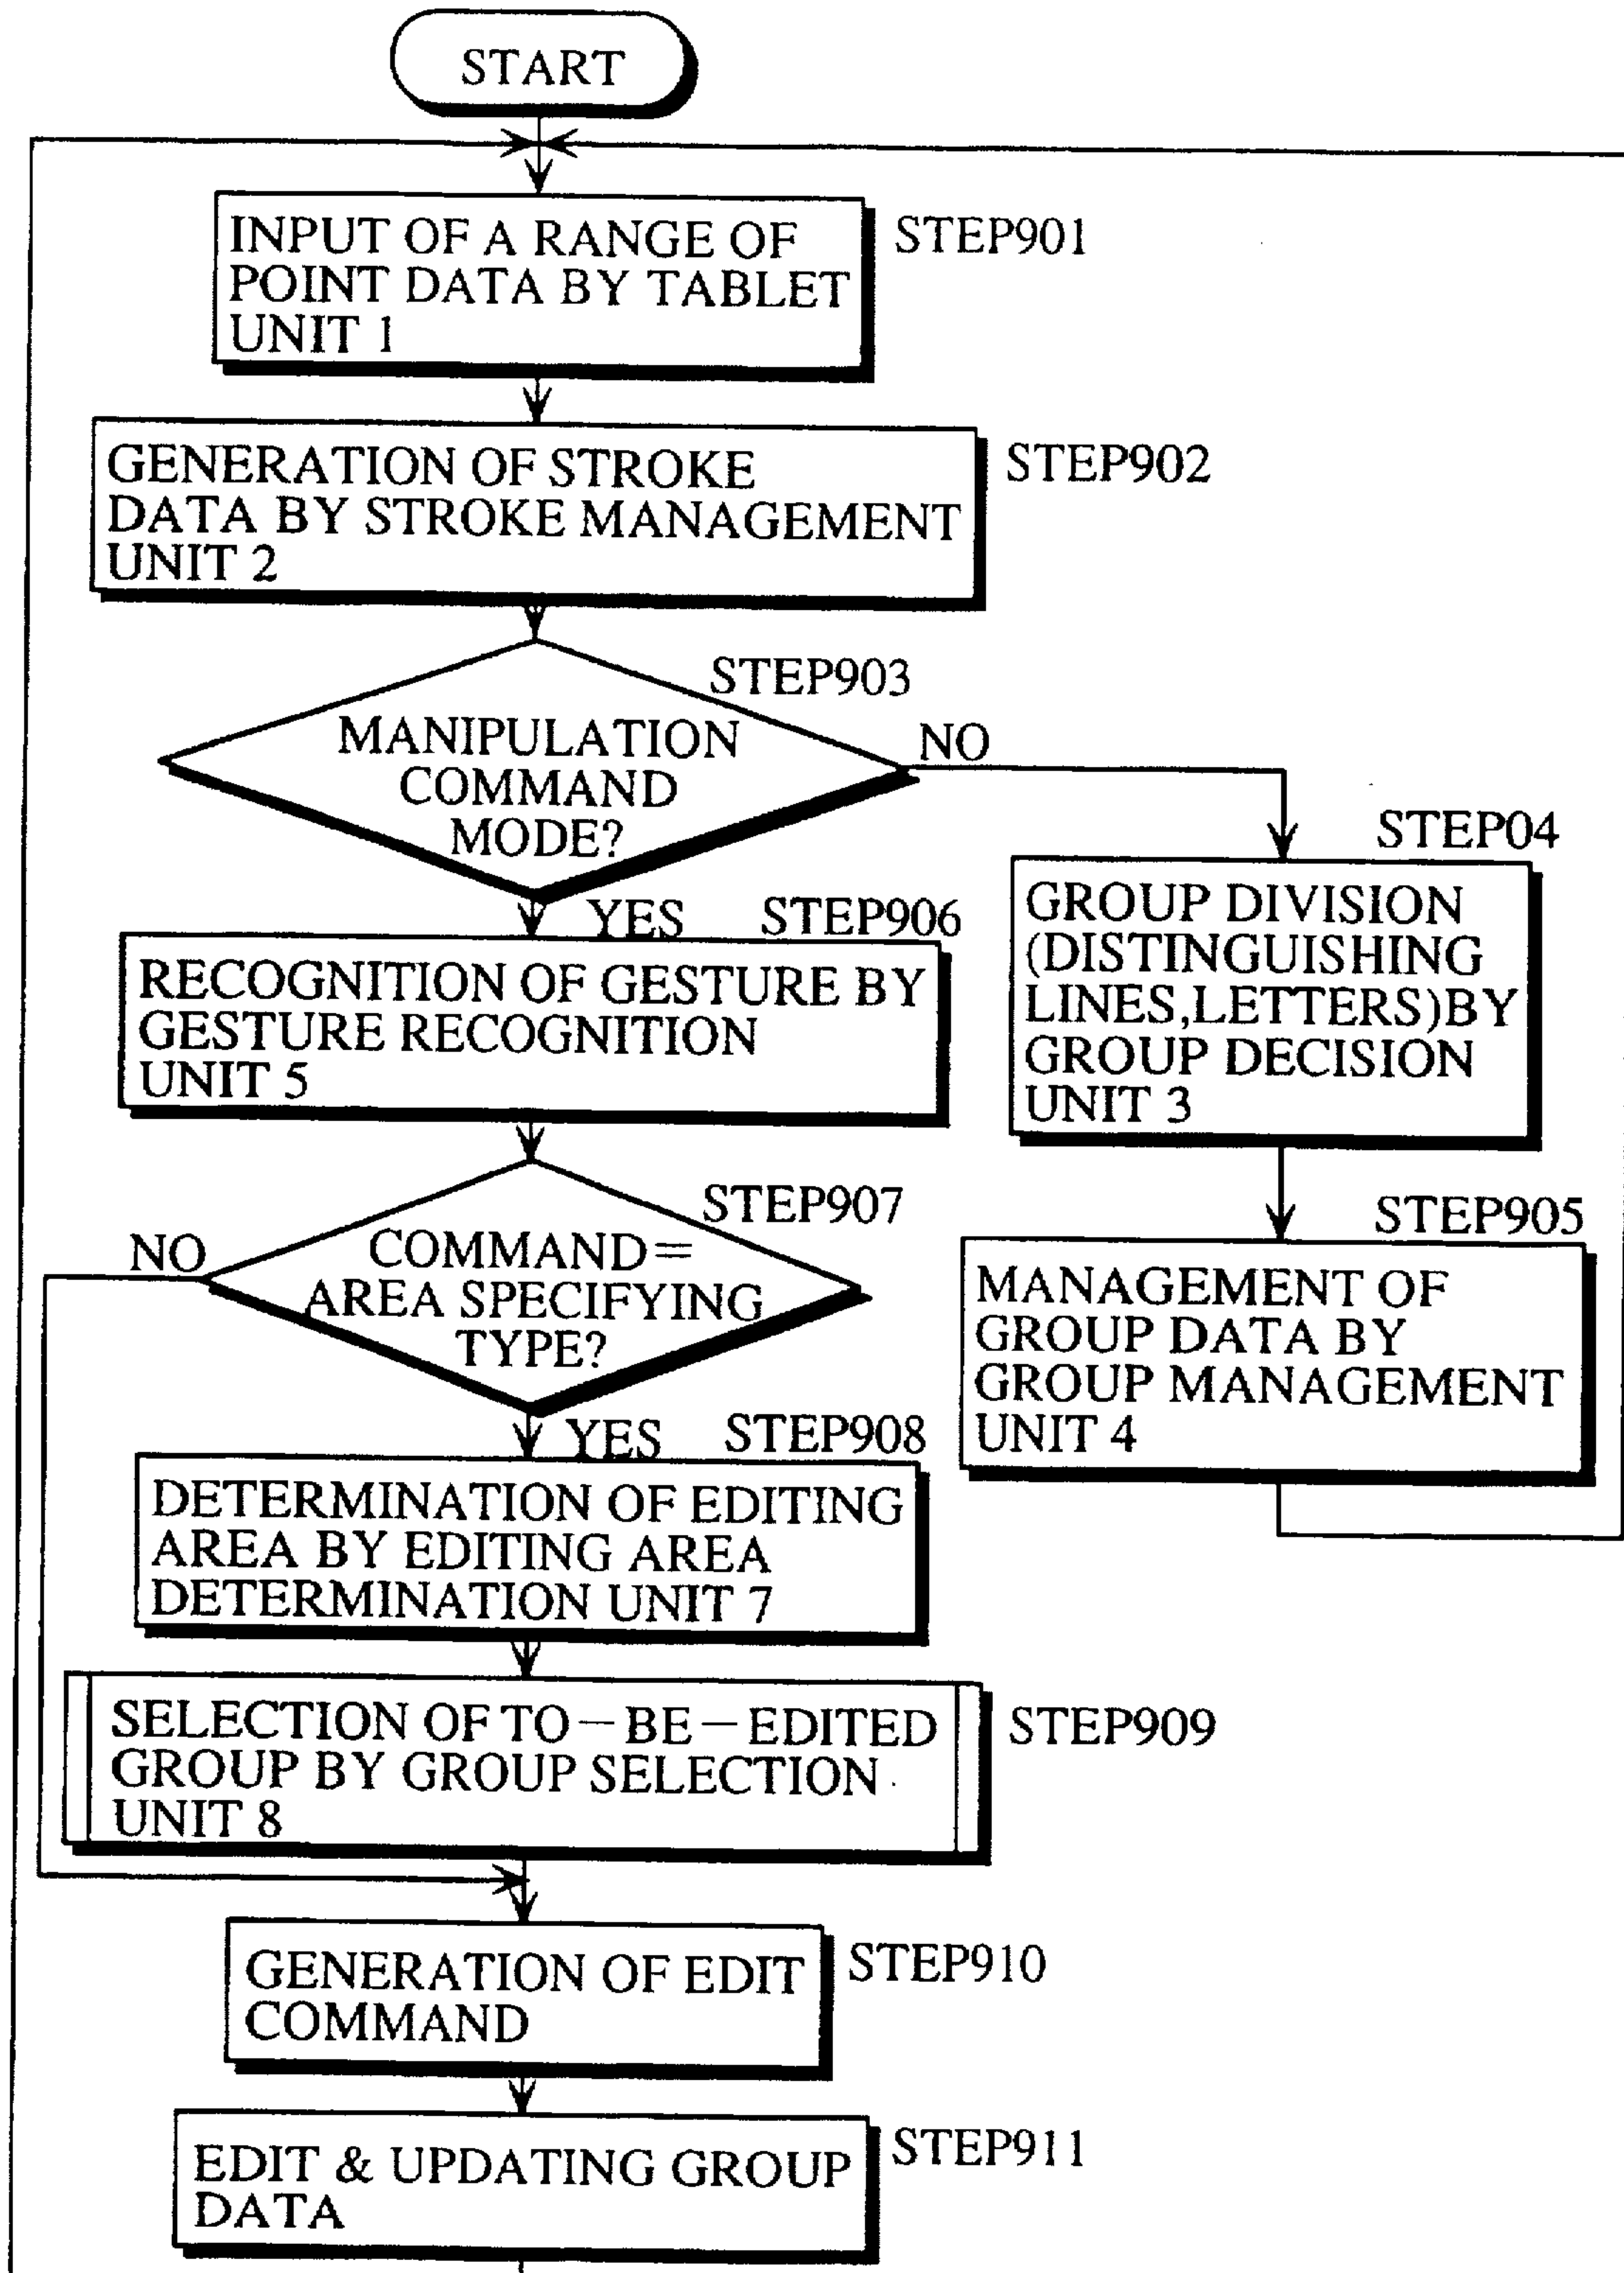 START
INPUT OF A RANGE OF
POINT DATA BY TABLET
UNIT 1
STEP901
GENERATION OF STROKE
DATA BY STROKE MANAGEMENT
UNIT 2
STEP902
STEP903
MANIPULATION
COMMAND
MODE?
NO
YES
STEP04
GROUP DIVISION
(DISTINGUISHING
LINES,LETTERS)BY
GROUP DECISION
UNIT 3
STEP906
RECOGNITION OF GESTURE BY
GESTURE RECOGNITION
UNIT 5
STEP905
MANAGEMENT OF
GROUP DATA BY
GROUP MANAGEMENT
UNIT 4
STEP907
COMMAND=
AREA SPECIFYING
TYPE?
NO
YES
STEP908
DETERMINATION OF EDITING
AREA BY EDITING AREA
DETERMINATION UNIT 7
SELECTION OF TO-BE-EDITED
GROUP BY GROUP SELECTION
UNIT 8
STEP909
GENERATION OF EDIT
COMMAND
STEP910
EDIT & UPDATING GROUP
DATA
STEP911